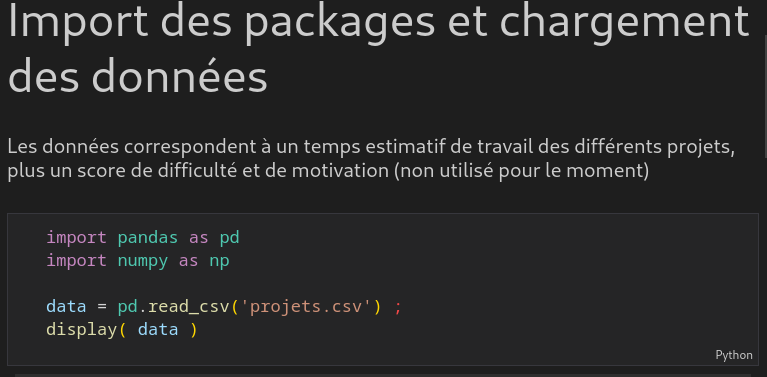 Import des packages et chargement
des données
Les données correspondent à un temps estimatif de travail des différents projets,
plus un score de difficulté et de motivation (non utilisé pour le moment)
import pandas as pd
import numpy as np
data = pd.read_csv('projets.csv') ;
display( data )
Python